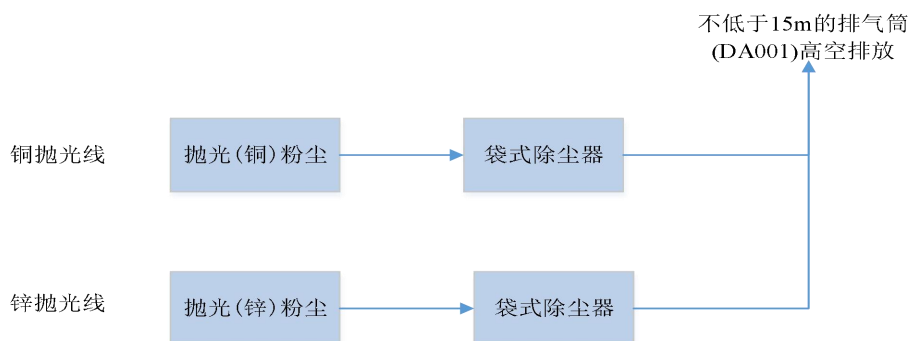 不低于15m的排气筒
(DA001)高空排放
铜抛光线
抛光(铜)粉尘
袋式除尘器
锌抛光线
抛光(锌)粉尘
袋式除尘器